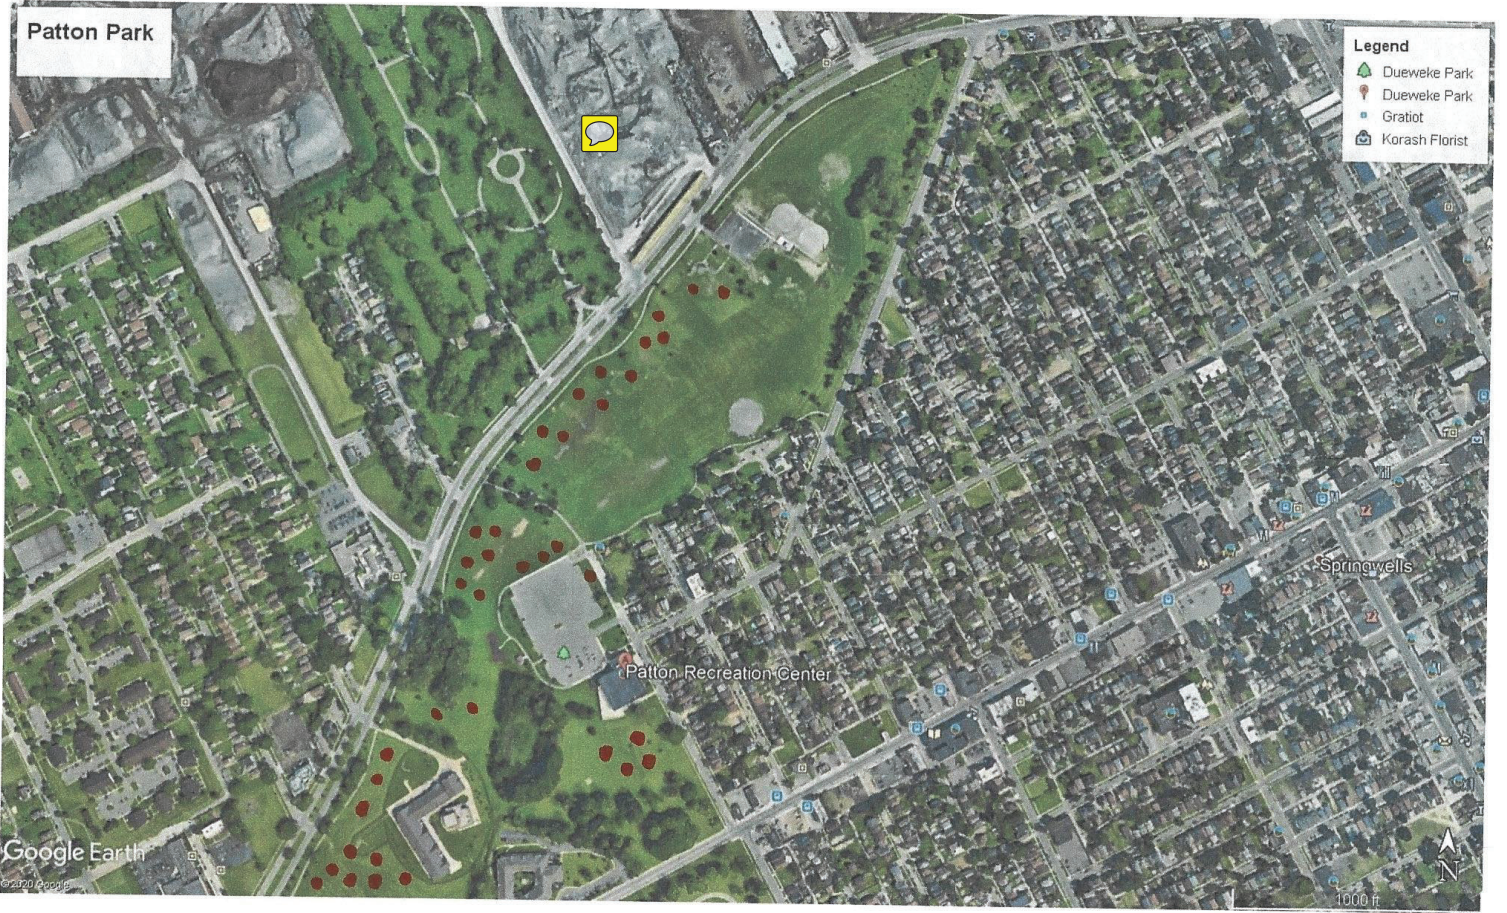 Patton Park
Legend
Dueweke Park
Dueweke Park
Gratiot
Korash Florist
Springwells
Patton Recreation Center
Google Earth
©2020 Google
N
1000 ft